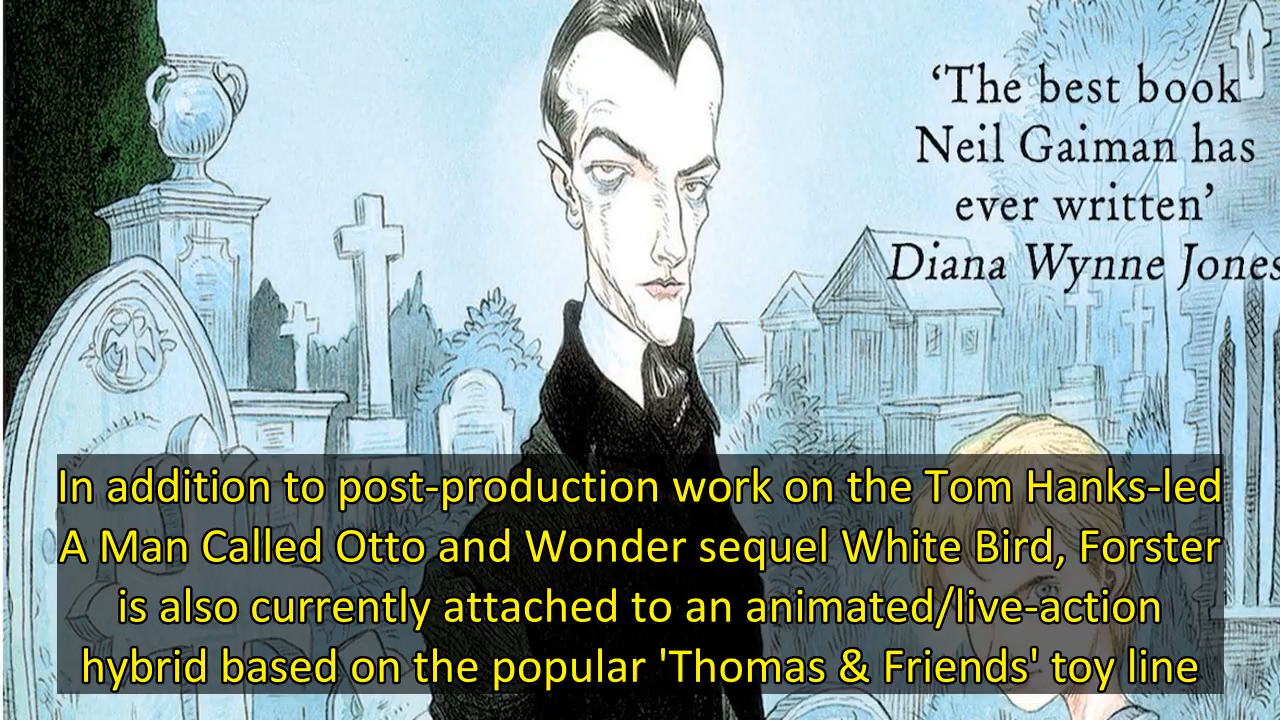 ‘The best book
Neil Gaiman has
ever written’
Diana Wynne Jones
In addition to post-production work on the Tom Hanks-led
A Man Called Otto and Wonder sequel White Bird, Forster
is also currently attached to an animated/live-action
hybrid based on the popular 'Thomas & Friends' toy line